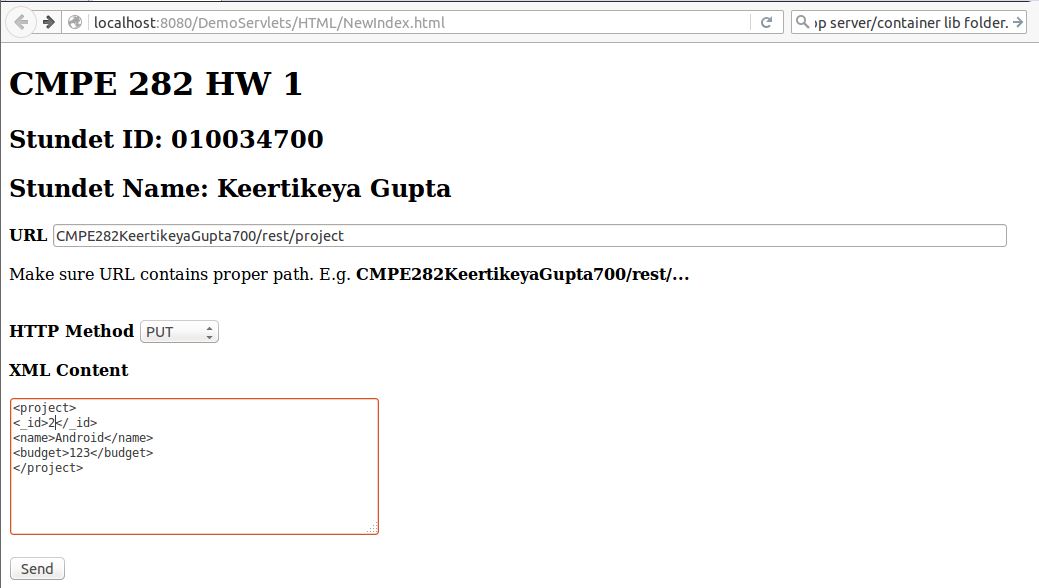 localhost:8080/DemoServlets/HTML/NewIndex.html
server/container lib folder.
CMPE 282 HW 1
Stundet ID: 010034700
Stundet Name: Keertikeya Gupta
URL CMPE282KeertikeyaGupta700/rest/project
Make sure URL contains proper path. E.g. CMPE282KeertikeyaGupta700/rest/...
HTTP Method PUT
XML Content
<project>
<_id>2</_id>
<name>Android</name>
<budget>123</budget>
</project>
Send